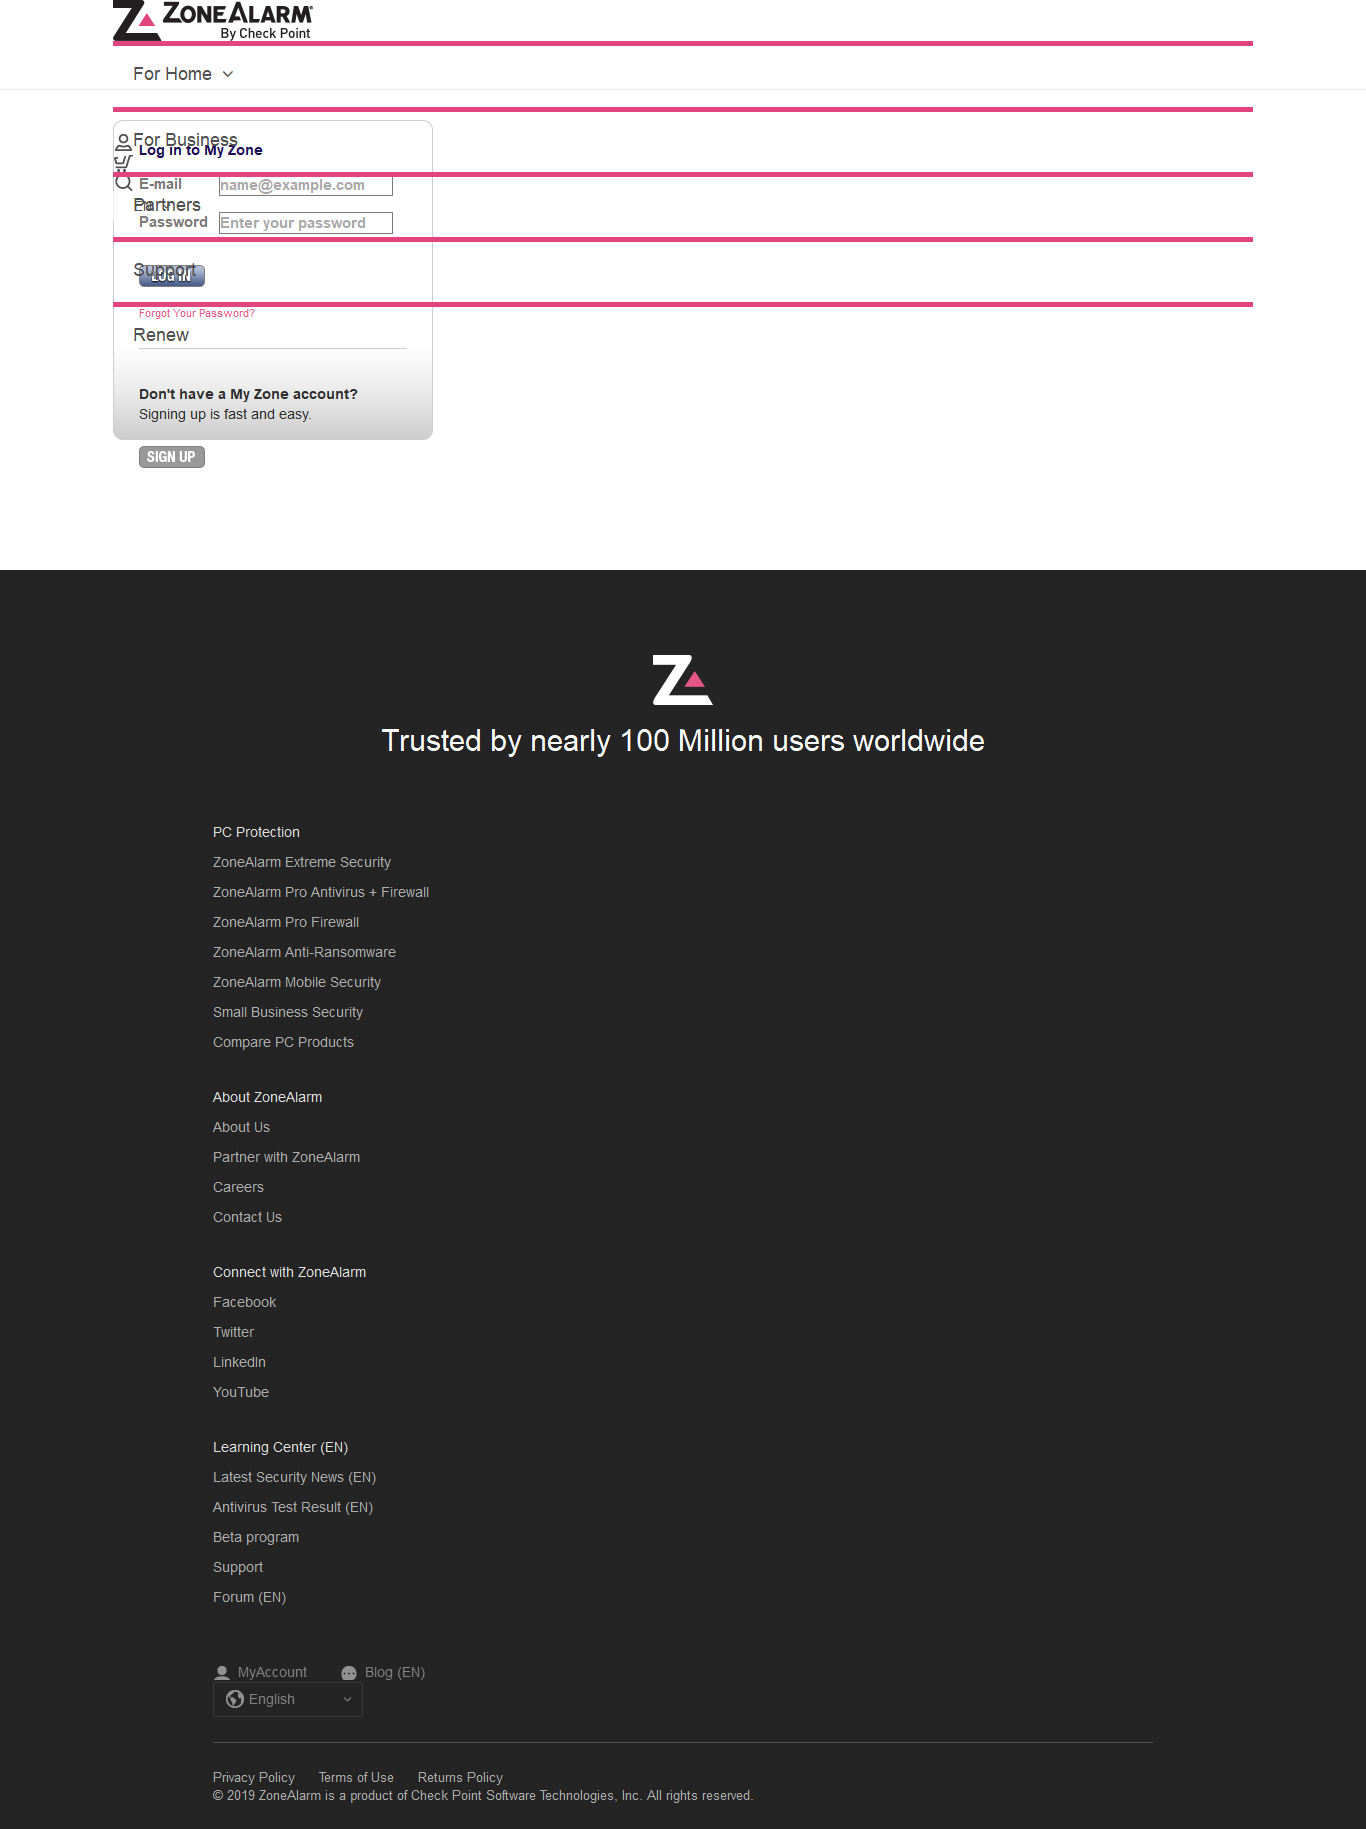 ZONEALARM®
By Check Point
For Home
For Business
Log in to My Zone
E-mail name@example.com
Partners
Password Enter your password
Support
LOG IN
Forgot Your Password?
Renew
Don't have a My Zone account?
Signing up is fast and easy.
SIGN UP
Trusted by nearly 100 Million users worldwide
PC Protection
ZoneAlarm Extreme Security
ZoneAlarm Pro Antivirus + Firewall
ZoneAlarm Pro Firewall
ZoneAlarm Anti-Ransomware
ZoneAlarm Mobile Security
Small Business Security
Compare PC Products
About ZoneAlarm
About Us
Partner with ZoneAlarm
Careers
Contact Us
Connect with ZoneAlarm
Facebook
Twitter
LinkedIn
YouTube
Learning Center (EN)
Latest Security News (EN)
Antivirus Test Result (EN)
Beta program
Support
Forum (EN)
MyAccount Blog (EN)
English
Privacy Policy Terms of Use Returns Policy
© 2019 ZoneAlarm is a product of Check Point Software Technologies, Inc. All rights reserved.